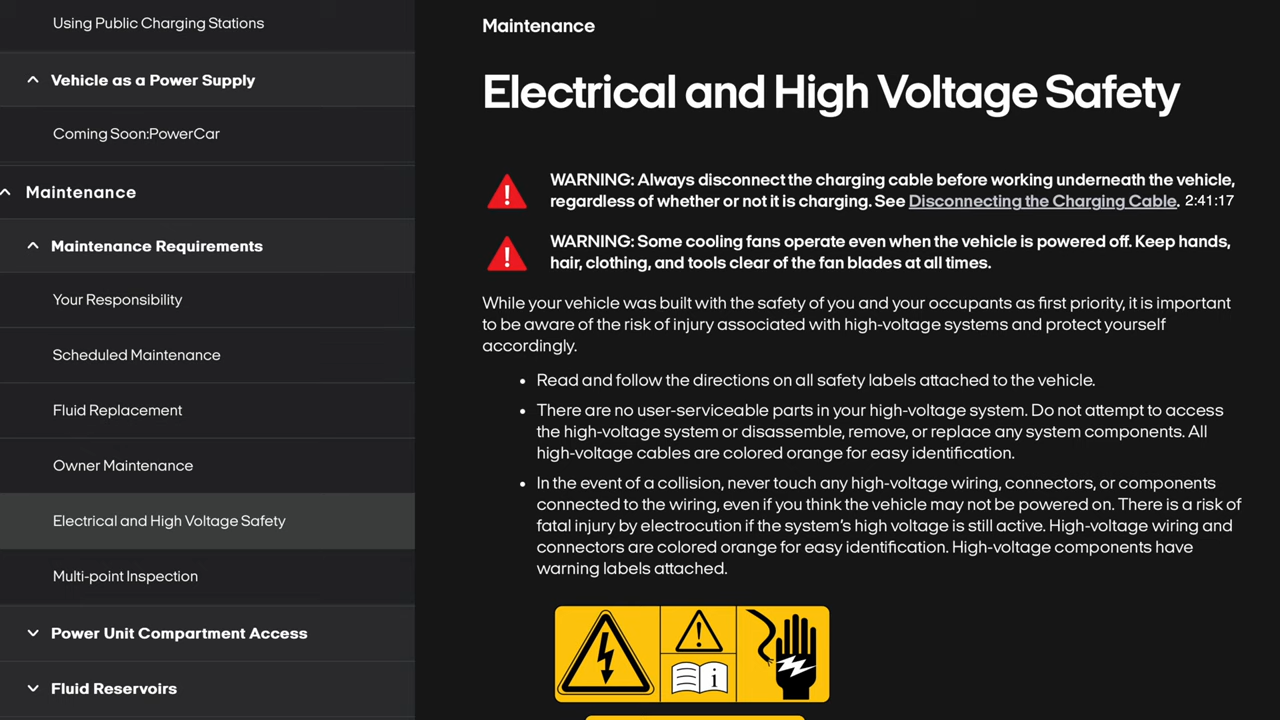 Using Public Charging Stations
Vehicle as a Power Supply
Coming Soon:PowerCar
Maintenance
Maintenance Requirements
Your Responsibility
Scheduled Maintenance
Fluid Replacement
Owner Maintenance
Electrical and High Voltage Safety
Multi-point Inspection
Power Unit Compartment Access
Fluid Reservoirs
Maintenance
Electrical and High Voltage Safety
WARNING: Always disconnect the charging cable before working underneath the vehicle,
regardless of whether or not it is charging. See Disconnecting the Charging Cable. 2:41:17
WARNING: Some cooling fans operate even when the vehicle is powered off. Keep hands,
hair, clothing, and tools clear of the fan blades at all times.
While your vehicle was built with the safety of you and your occupants as first priority, it is important
to be aware of the risk of injury associated with high-voltage systems and protect yourself
accordingly.
• Read and follow the directions on all safety labels attached to the vehicle.
• There are no user-serviceable parts in your high-voltage system. Do not attempt to access
the high-voltage system or disassemble, remove, or replace any system components. All
high-voltage cables are colored orange for easy identification.
• In the event of a collision, never touch any high-voltage wiring, connectors, or components
connected to the wiring, even if you think the vehicle may not be powered on. There is a risk of
fatal injury by electrocution if the system's high voltage is still active. High-voltage wiring and
connectors are colored orange for easy identification. High-voltage components have
warning labels attached.